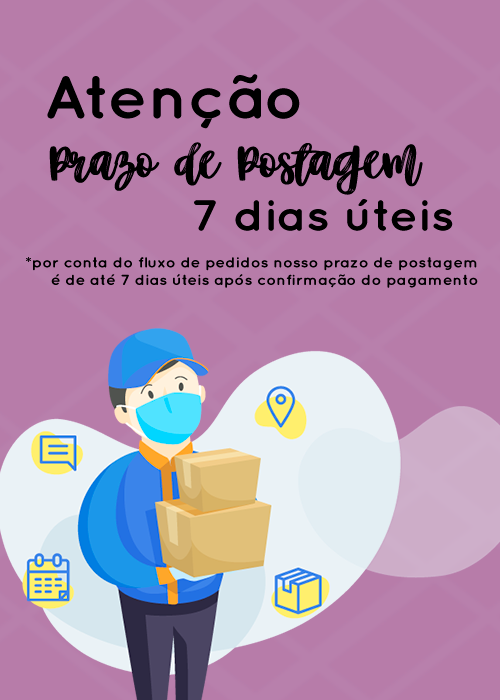 Atenção
Prazo de Postagem
7 dias úteis
*por conta do fluxo de pedidos nosso prazo de postagem
é de até 7 dias úteis após confirmação do pagamento